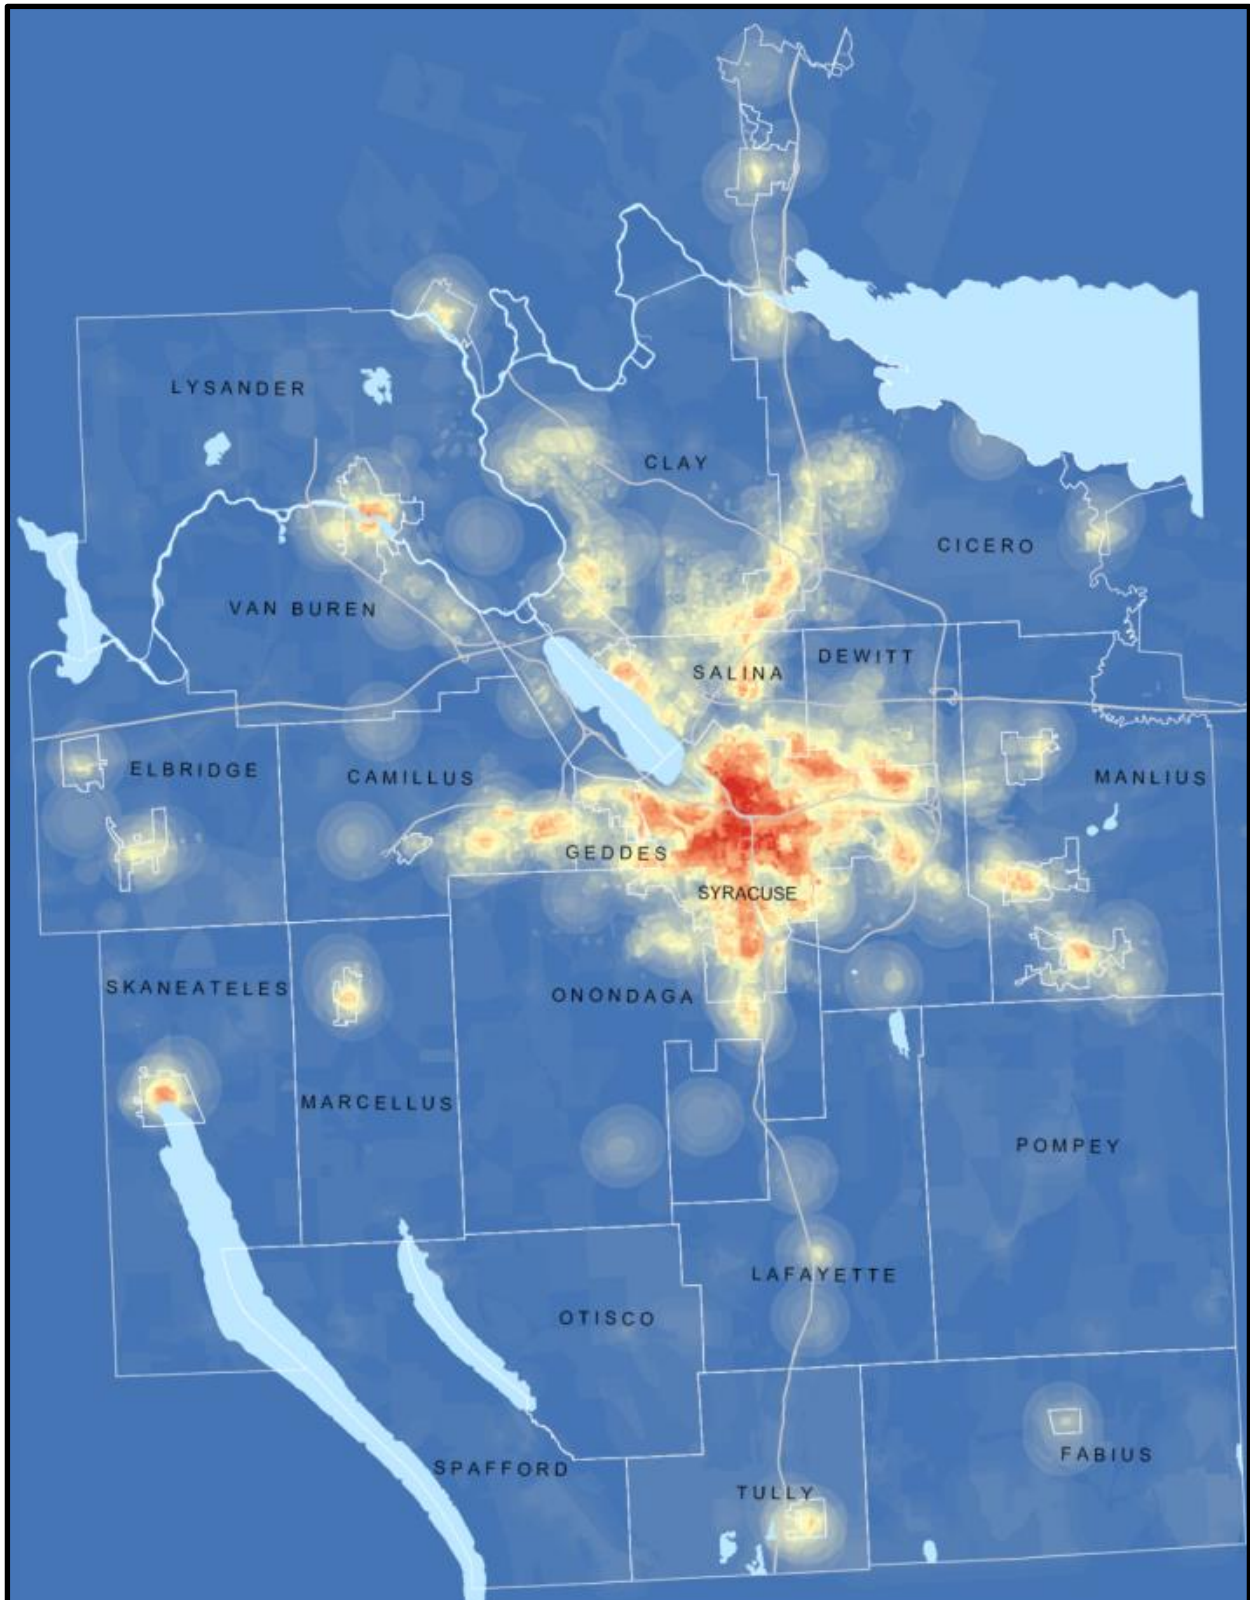 LYSANDER
CLAY
CICERO
VAN BUREN
DEWITT
SALINA
ELBRIDGE
CAMILLUS
MANLIUS
GEDDES
SYRACUSE
SKANEATELES
ONONDAGA
MARCELLUS
POMPEY
LAFAYETTE
OTISCO
FABIUS
SPAFFORD
TULLY